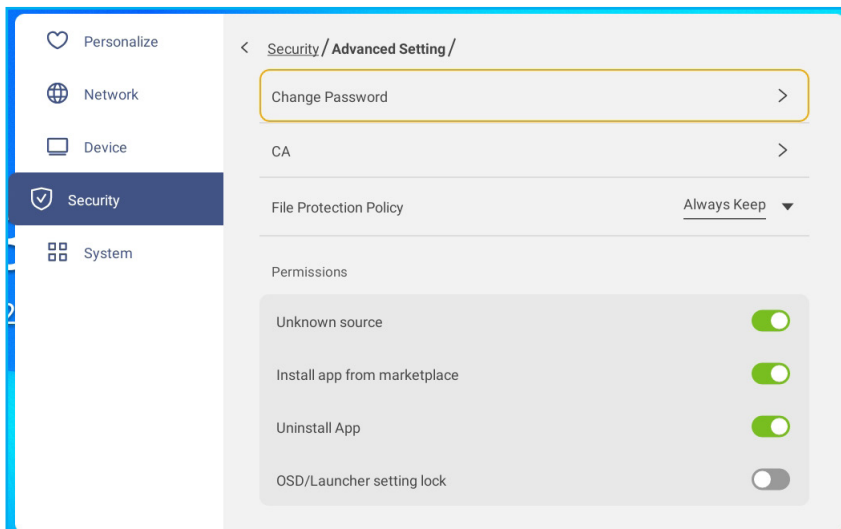 Personalize
Network
Device
Security
System
Security/Advanced Setting/
Change Password
CA
File Protection Policy Always Keep
Permissions
Unknown source
Install app from marketplace
Uninstall App
OSD/Launcher setting lock